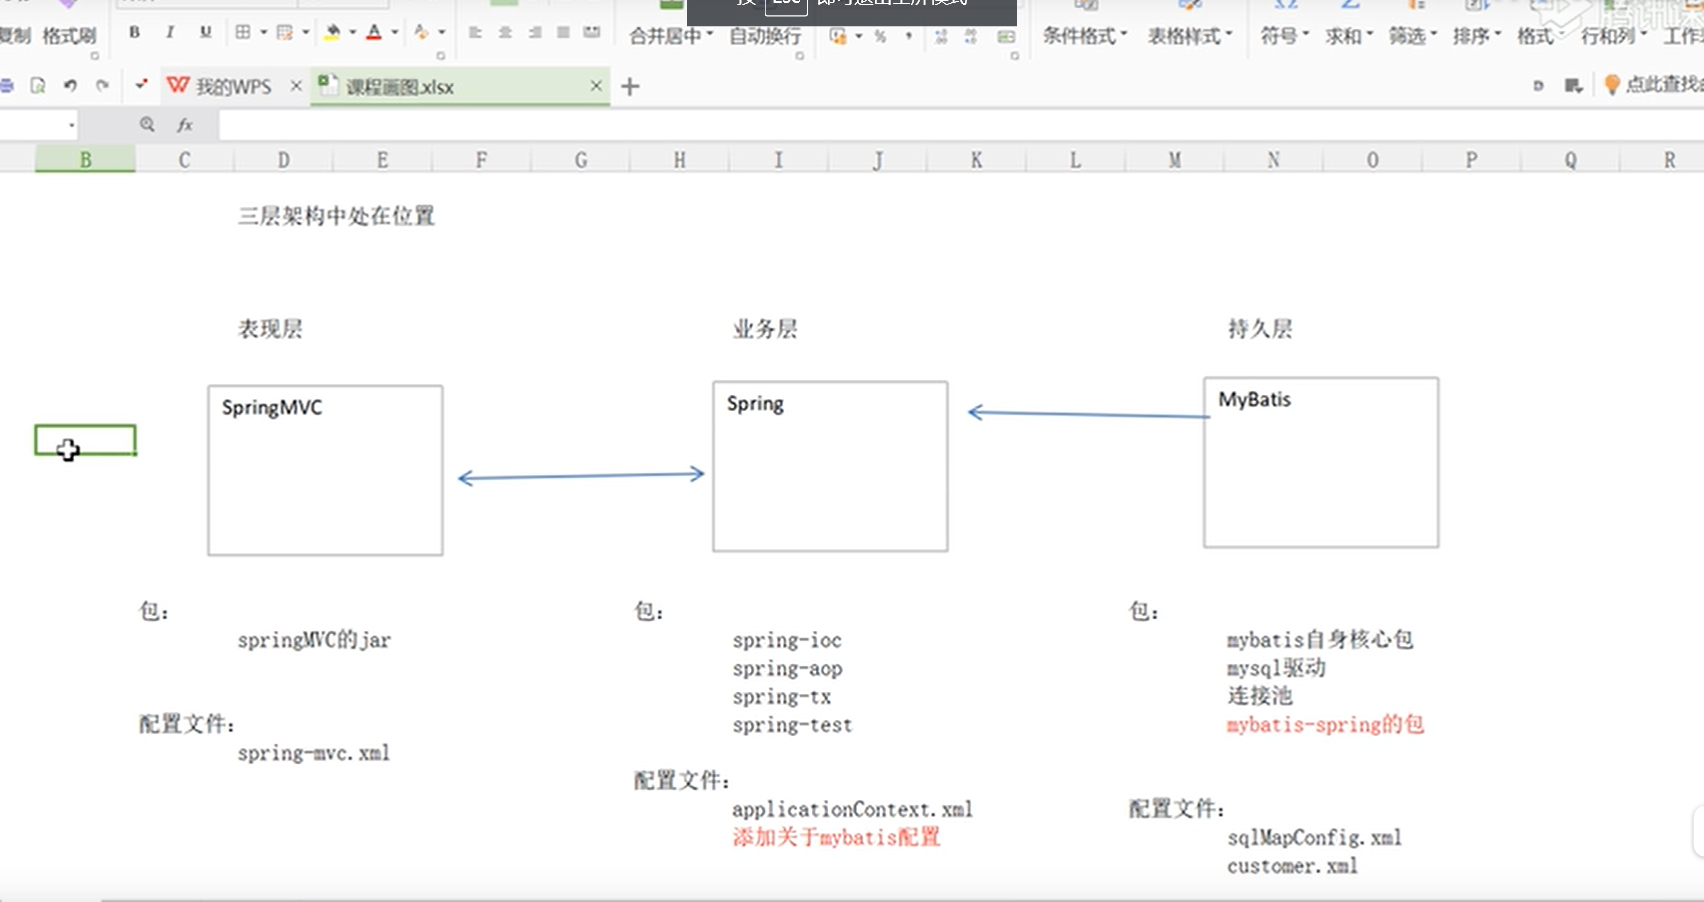 格式刷
B I U
合并居中
自动换行
%
条件格式
表格样式
符号
求和
筛选
排序
格式
行和列
我的WPS
课程画图.xlsx
fx
B C D E F G H I J K L M N O P Q R
三层架构中处在位置
表现层 业务层 持久层
SpringMVC
Spring
MyBatis
包: 包: 包:
springMVC的jar spring-ioc mybatis自身核心包
spring-aop mysql驱动
spring-tx 连接池
配置文件: spring-test mybatis-spring的包
spring-mvc.xml
配置文件:
applicationContext.xml 配置文件:
添加关于mybatis配置 sqlMapConfig.xml
customer.xml